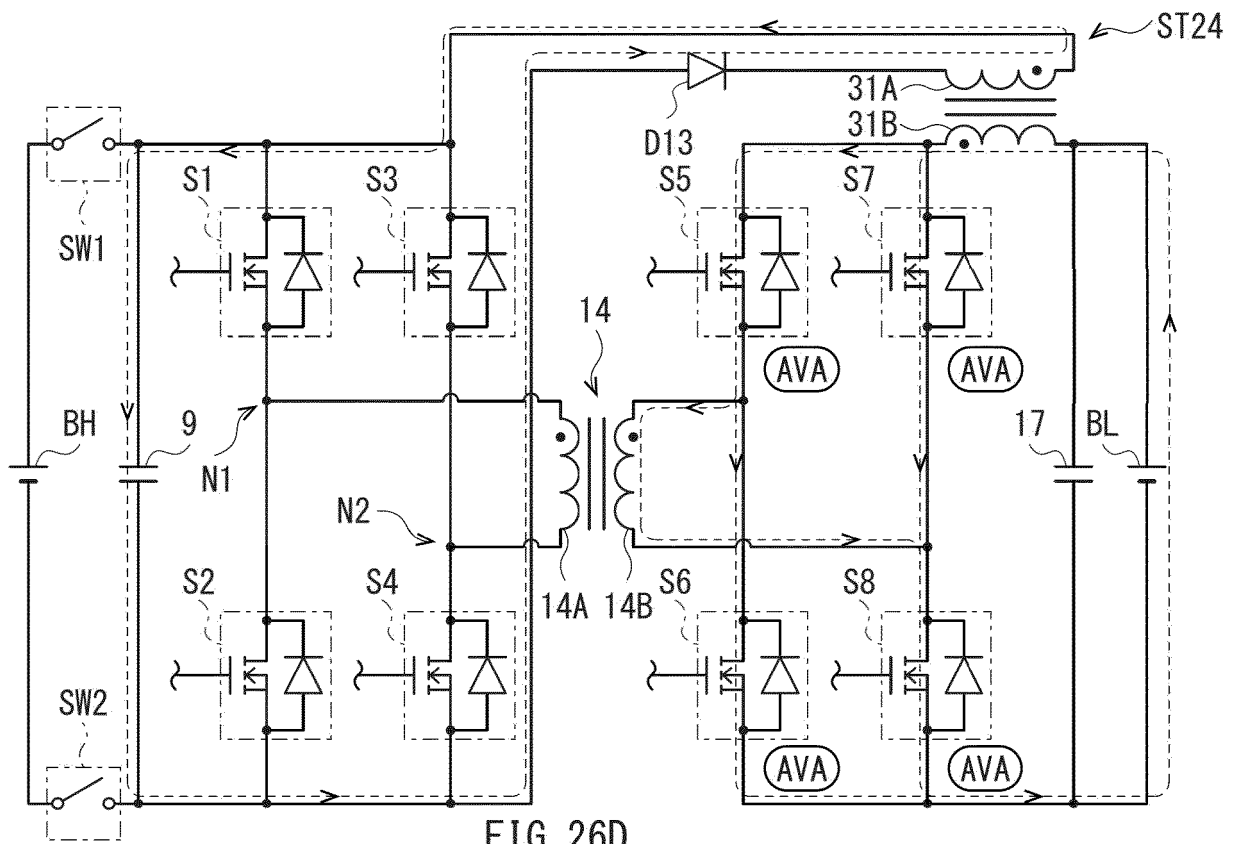 ST24
31A
31B
D13
S1
S3
S5
S7
SW1
14
AVA
AVA
BH
9
N1
17
BL
N2
S2
S4
14A
14B
S6
S8
SW2
AVA
AVA
FIG. 26D